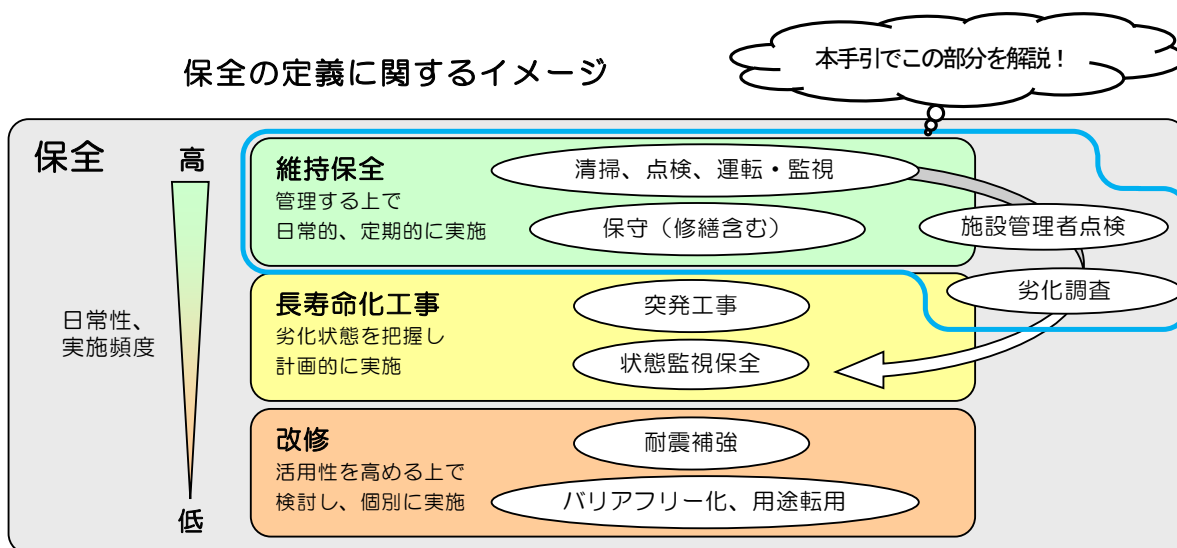 保全の定義に関するイメージ
本手引でこの部分を解説！
保全
高
日常性、
実施頻度
低
維持保全
管理する上で
日常的、定期的に実施
清掃、点検、運転・監視
保守（修繕含む）
施設管理者点検
劣化調査
長寿命化工事
劣化状態を把握し
計画的に実施
突発工事
状態監視保全
改修
活用性を高める上で
検討し、個別に実施
耐震補強
バリアフリー化、用途転用